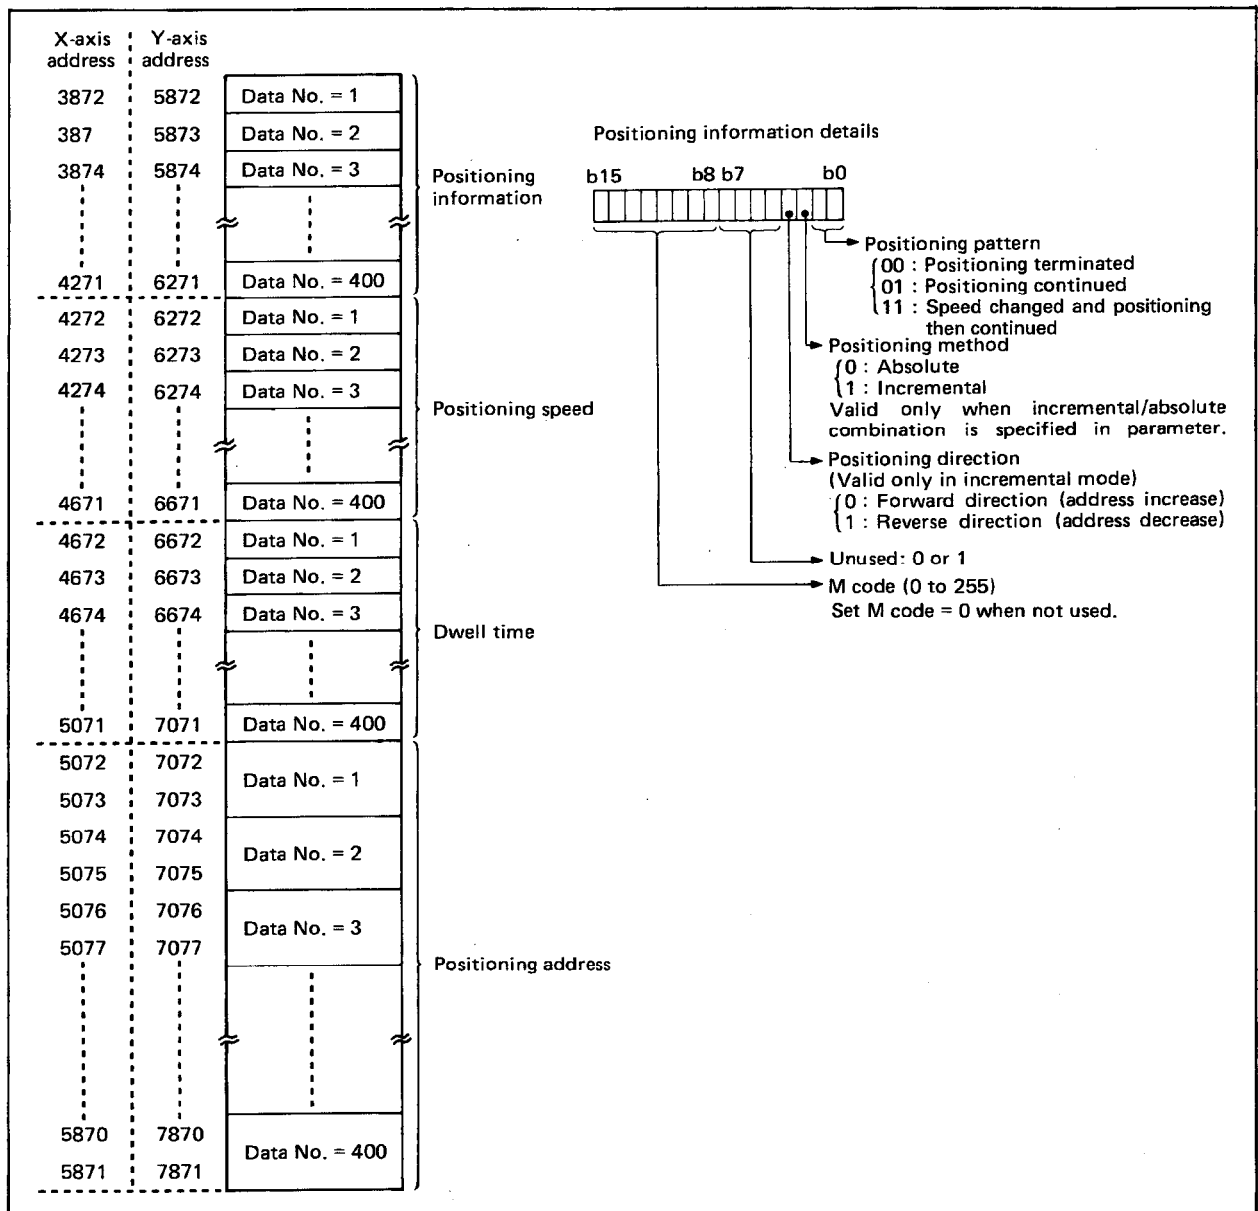 X-axis address
Y-axis address
3872 5872 Data No. = 1
387 5873 Data No. = 2
3874 5874 Data No. = 3
4271 6271 Data No. = 400
Positioning information
4272 6272 Data No. = 1
4273 6273 Data No. = 2
4274 6274 Data No. = 3
4671 6671 Data No. = 400
Positioning speed
4672 6672 Data No. = 1
4673 6673 Data No. = 2
4674 6674 Data No. = 3
5071 7071 Data No. = 400
Dwell time
5072 7072
Data No. = 1
5073 7073
5074 7074
Data No. = 2
5075 7075
5076 7076
Data No. = 3
5077 7077
5870 7870
Data No. = 400
5871 7871
Positioning address
Positioning information details
b15 b8 b7 b0
Positioning pattern
00 : Positioning terminated
01 : Positioning continued
11 : Speed changed and positioning
then continued
Positioning method
0 : Absolute
1 : Incremental
Valid only when incremental/absolute
combination is specified in parameter.
Positioning direction
(Valid only in incremental mode)
0 : Forward direction (address increase)
1 : Reverse direction (address decrease)
Unused: 0 or 1
M code (0 to 255)
Set M code = 0 when not used.